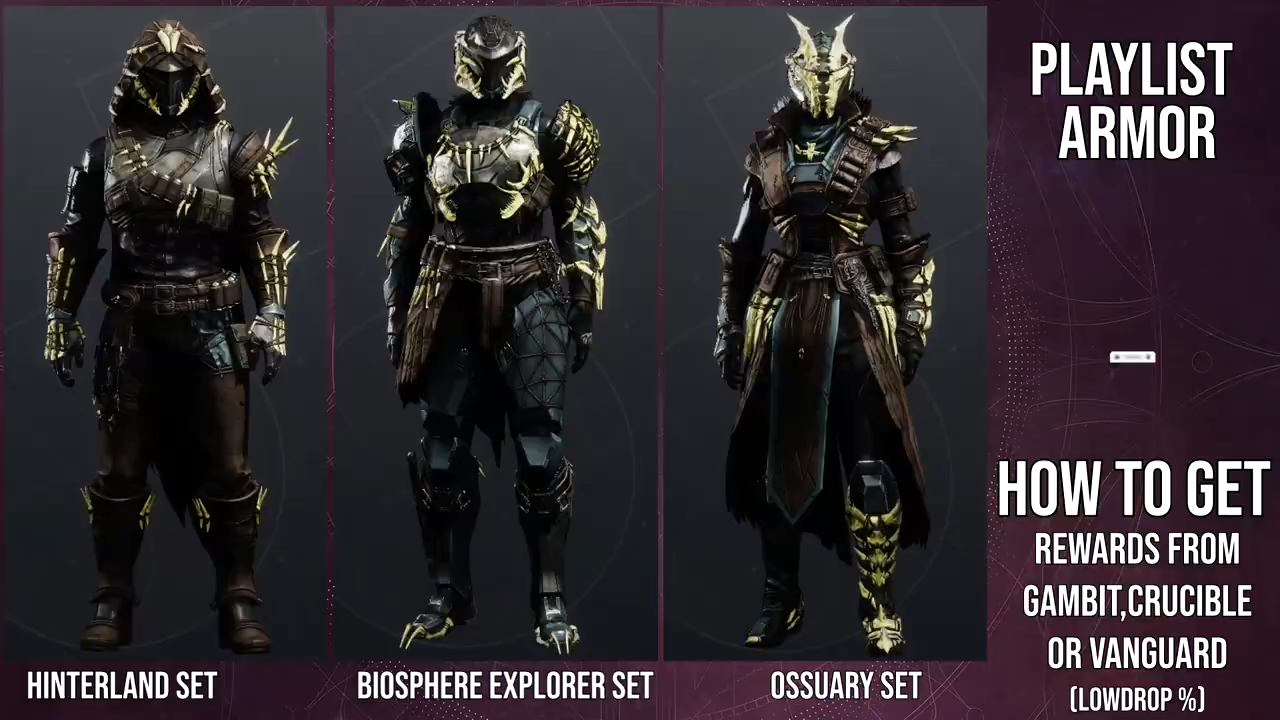 PLAYLIST
ARMOR
HOW TO GET
REWARDS FROM
GAMBIT,CRUCIBLE
OR VANGUARD
(LOWDROP %)
HINTERLAND SET
BIOSPHERE EXPLORER SET
OSSUARY SET